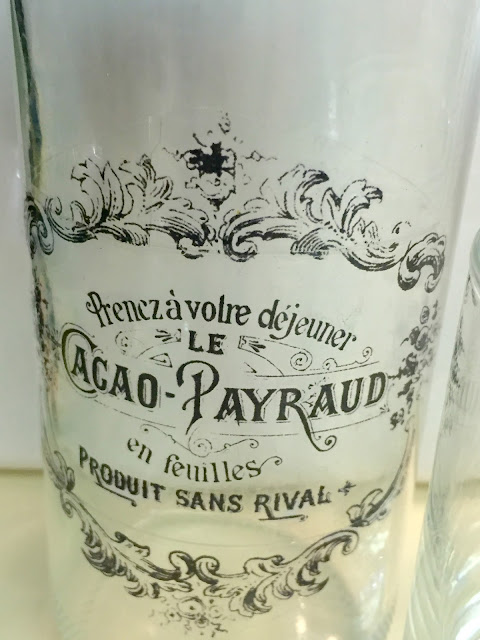 Prenez à votre déjeuner
LE
CACAO-PAYRAUD
en feuilles
PRODUIT SANS RIVAL